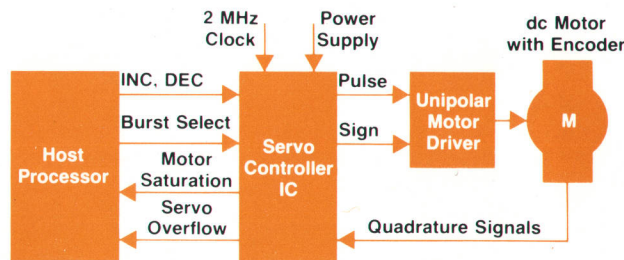 2 MHz
Clock
Power
Supply
dc Motor
with Encoder
Host
Processor
INC, DEC
Burst Select
Motor
Saturation
Servo
Overflow
Servo
Controller
IC
Pulse
Sign
Unipolar
Motor
Driver
M
Quadrature Signals